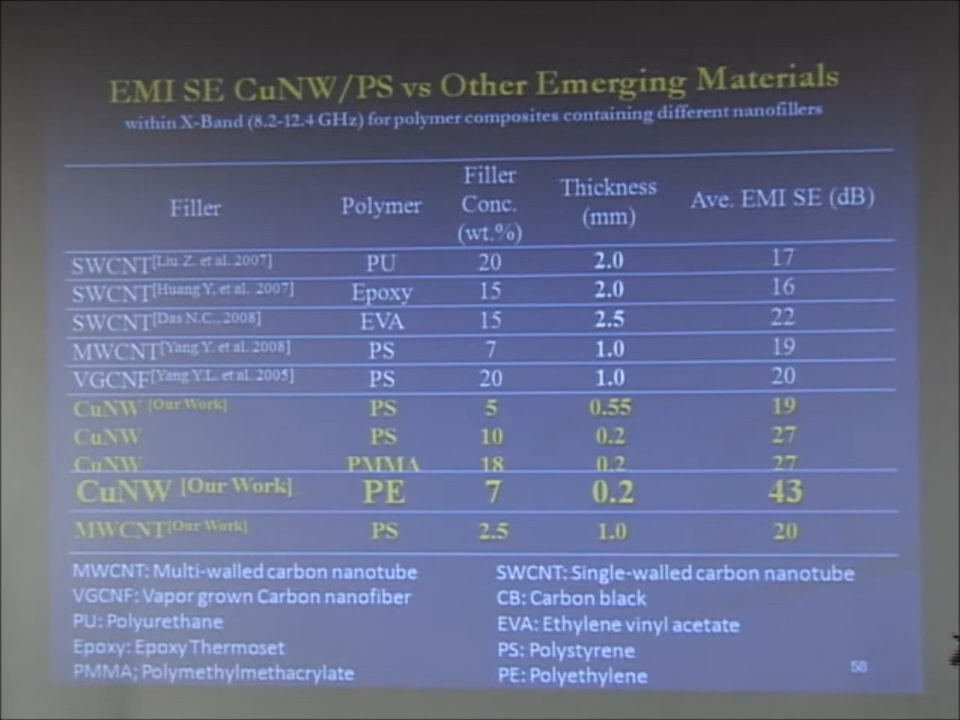 EMI SE CuNW/PS vs Other Emerging Materials
within X-Band (8.2-12.4 GHz) for polymer composites containing different nanofillers
Filler Polymer Filler Conc. (wt.%) Thickness (mm) Ave. EMI SE (dB)
SWCNT[Liu Z. et al. 2007] PU 20 2.0 17
SWCNT[Huang Y, et al. 2007] Epoxy 15 2.0 16
SWCNT[Das N.C., 2008] EVA 15 2.5 22
MWCNT[Yang Y. et al. 2008] PS 7 1.0 19
VGCNF[Yang Y.L. et al. 2005] PS 20 1.0 20
CuNW [Our Work] PS 5 0.55 19
CuNW PS 10 0.2 27
CuNW PMMA 18 0.2 27
CuNW [Our Work] PE 7 0.2 43
MWCNT[Our Work] PS 2.5 1.0 20
MWCNT: Multi-walled carbon nanotube SWCNT: Single-walled carbon nanotube
VGCNF: Vapor grown Carbon nanofiber CB: Carbon black
PU: Polyurethane EVA: Ethylene vinyl acetate
Epoxy: Epoxy Thermoset PS: Polystyrene
PMMA; Polymethylmethacrylate PE: Polyethylene
58